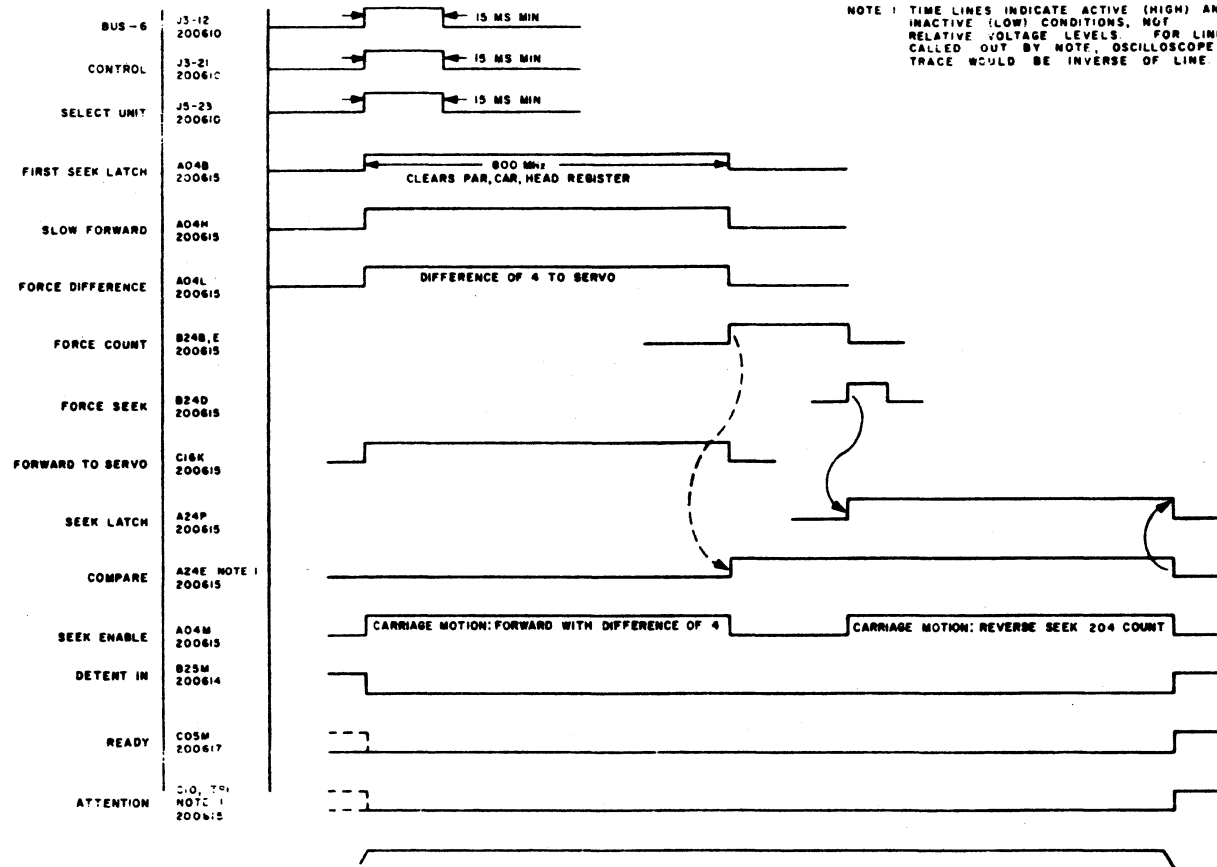 NOTE 1 TIME LINES INDICATE ACTIVE (HIGH) AN
INACTIVE (LOW) CONDITIONS, NOT
RELATIVE VOLTAGE LEVELS. FOR LIN
CALLED OUT BY NOTE, OSCILLOSCOPE
TRACE WOULD BE INVERSE OF LINE.
BUS-6 J3-12 15 MS MIN
200610
CONTROL J3-21 15 MS MIN
200610
SELECT UNIT J5-23 15 MS MIN
200610
FIRST SEEK LATCH A04B 800 MHz
200615 CLEARS PAR, CAR, HEAD REGISTER
SLOW FORWARD A04H
200615
FORCE DIFFERENCE A04L DIFFERENCE OF 4 TO SERVO
200615
FORCE COUNT B24B,E
200615
FORCE SEEK B24D
200615
FORWARD TO SERVO C16K
200615
SEEK LATCH A24P
200615
COMPARE A24E NOTE 1
200615
SEEK ENABLE A04M CARRIAGE MOTION: FORWARD WITH DIFFERENCE OF 4 CARRIAGE MOTION: REVERSE SEEK 204 COUNT
200615
DETENT IN B25M
200614
READY C05M
200617
ATTENTION
NOTE 1
200615